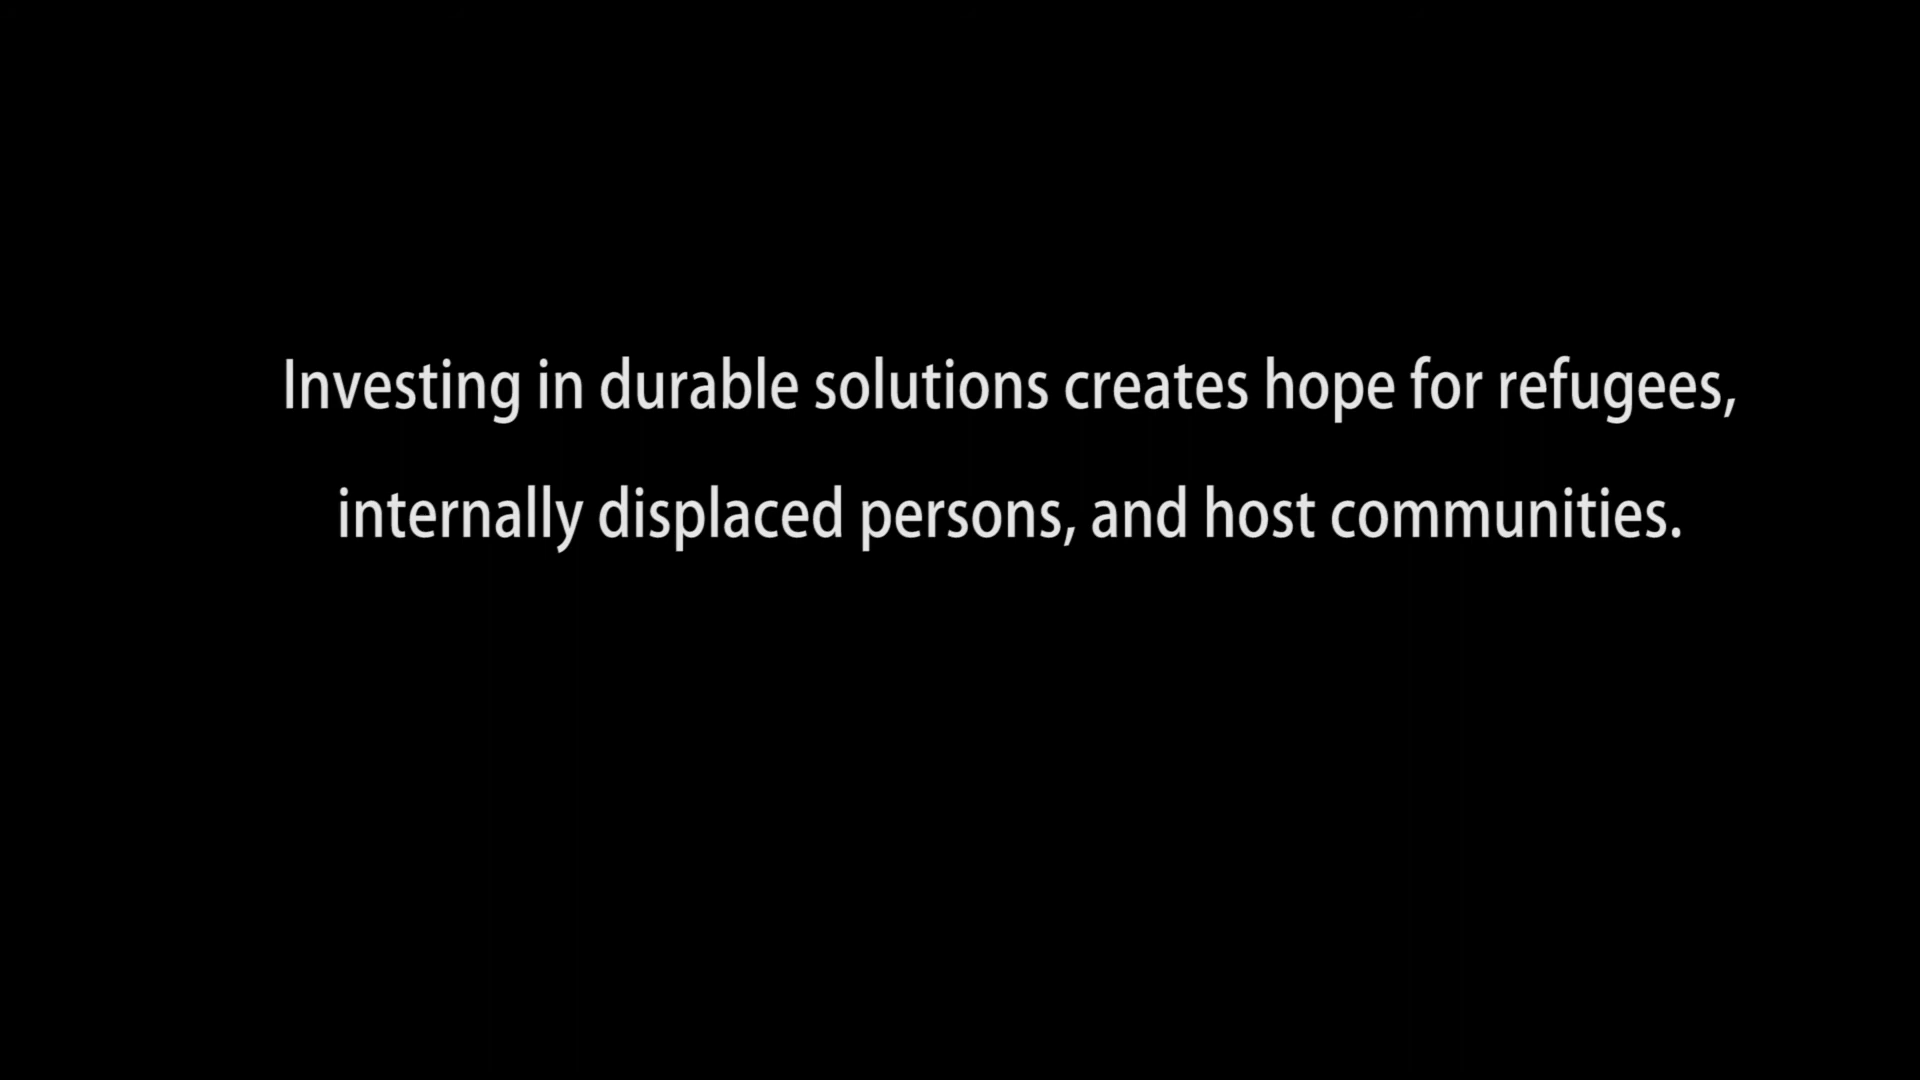 Investing in durable solutions creates hope for refugees,
internally displaced persons, and host communities.